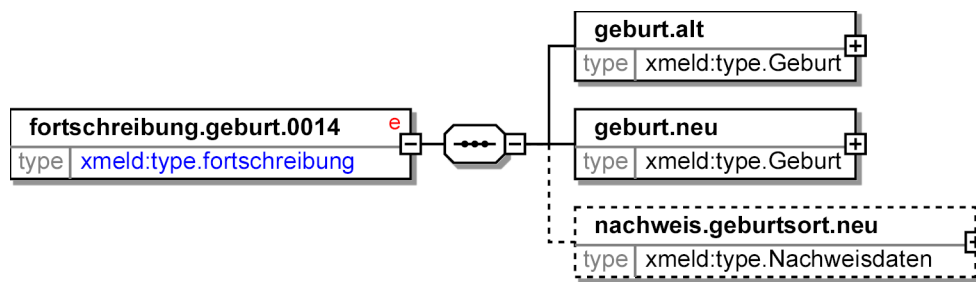 geburt.alt
type xmeld:type.Geburt
fortschreibung.geburt.0014 e
type xmeld:type.fortschreibung
geburt.neu
type xmeld:type.Geburt
nachweis.geburtsort.neu
type xmeld:type.Nachweisdaten